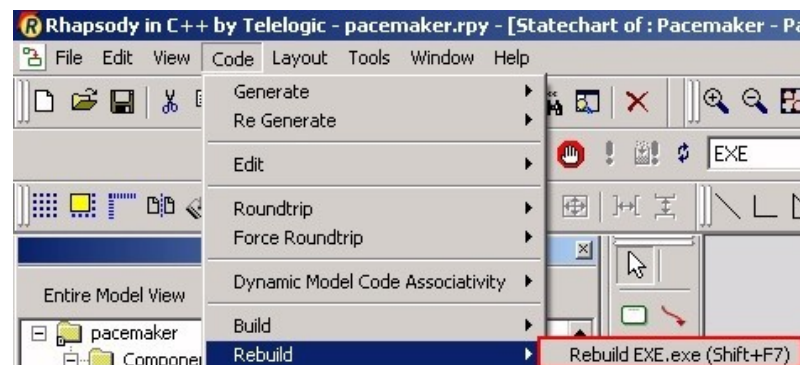 Rhapsody in C++ by Telelogic - pacemaker.rpy - [Statechart of : Pacemaker - Pa
File Edit View Code Layout Tools Window Help
Generate
Re Generate
Edit
EXE
Roundtrip
Force Roundtrip
Dynamic Model Code Associativity
Entire Model View
Build
pacemaker
Rebuild
Rebuild EXE.exe (Shift+F7)
Componen